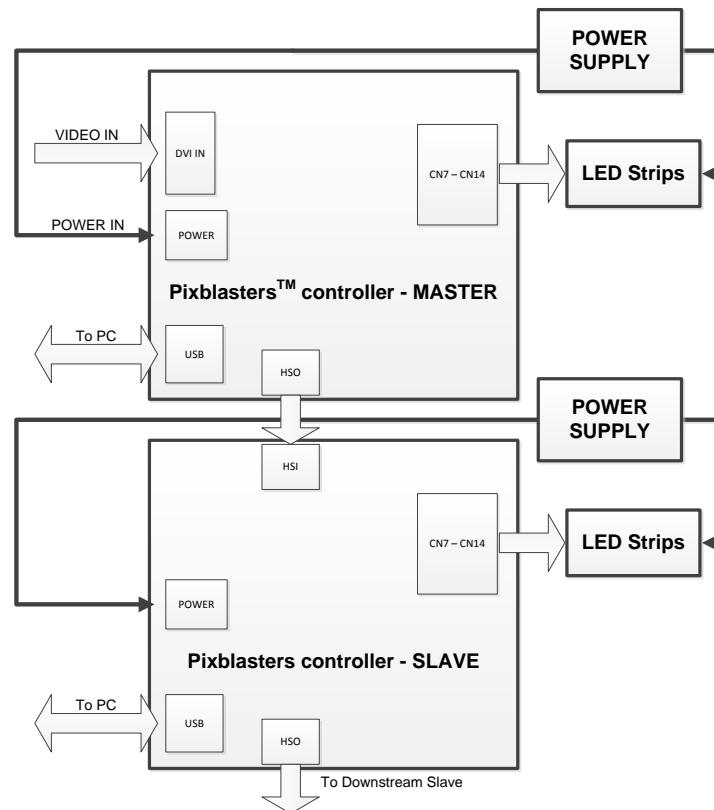 POWER
SUPPLY
VIDEO IN
DVI IN
CN7 – CN14
LED Strips
POWER IN
POWER
Pixblasters™ controller - MASTER
To PC
USB
HSO
POWER
SUPPLY
HSI
CN7 – CN14
LED Strips
POWER
Pixblasters controller - SLAVE
To PC
USB
HSO
To Downstream Slave